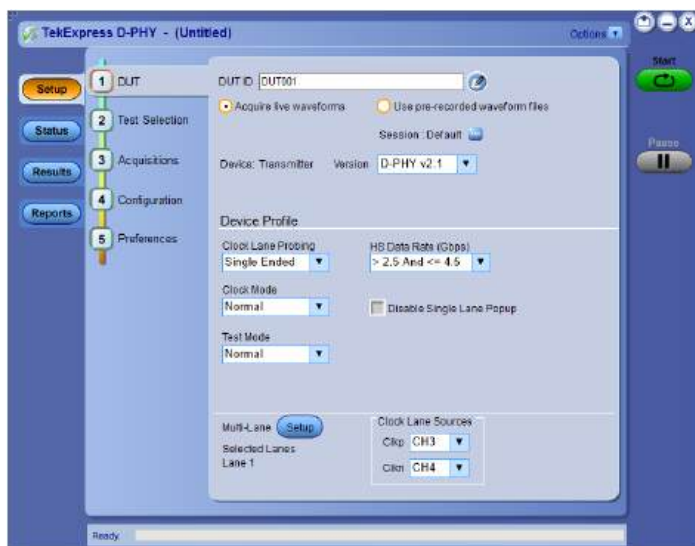 TekExpress D-PHY - (Untitled)
Options
Start
Pause
Setup
Status
Results
Reports
1 DUT
2 Test Selection
3 Acquisitions
4 Configuration
5 Preferences
DUT ID DUT001
Acquire live waveforms Use pre-recorded waveform files
Session : Default
Device: Transmitter Version D-PHY v2.1
Device Profile
Clock Lane Probing HS Data Rate (Gbps)
Single Ended > 2.5 And <= 4.5
Clock Mode
Normal Disable Single Lane Popup
Test Mode
Normal
Multi-Lane Setup
Selected Lanes
Lane 1
Clock Lane Sources
Clkp CH3
Clkn CH4
Ready.